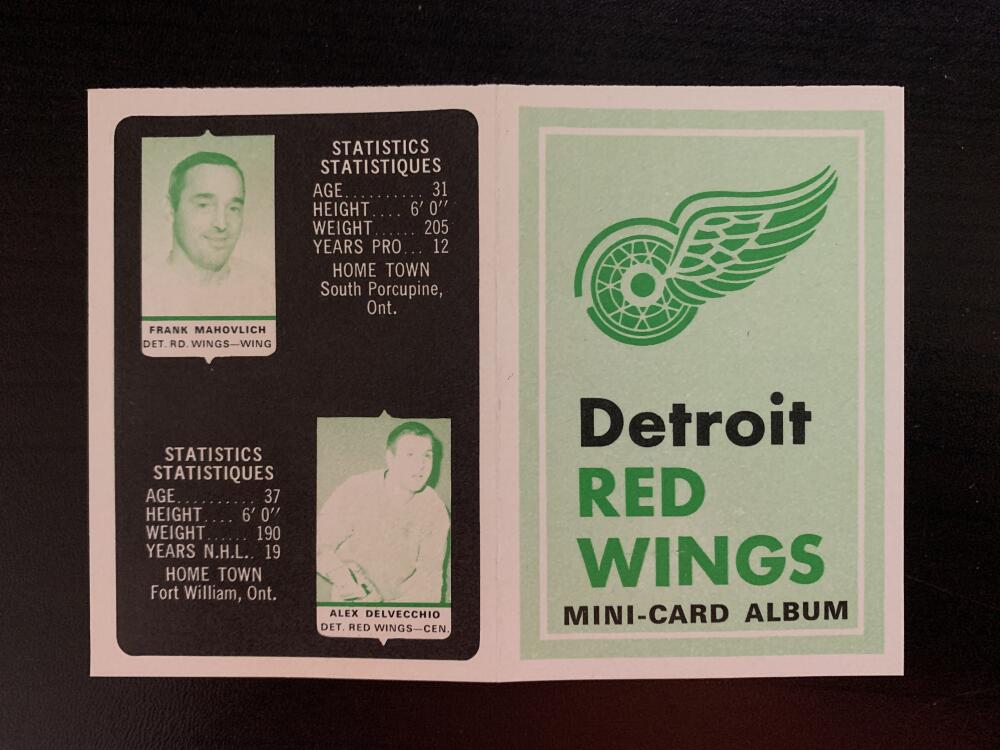 STATISTICS
STATISTIQUES
AGE.......... 31
HEIGHT.... 6' 0"
WEIGHT...... 205
YEARS PRO... 12
HOME TOWN
South Porcupine,
Ont.
FRANK MAHOVLICH
DET. RD. WINGS—WING
STATISTICS
STATISTIQUES
AGE.......... 37
HEIGHT.... 6' 0"
WEIGHT...... 190
YEARS N.H.L.. 19
HOME TOWN
Fort William, Ont.
ALEX DELVECCHIO
DET. RED WINGS—CEN.
Detroit
RED
WINGS
MINI-CARD ALBUM